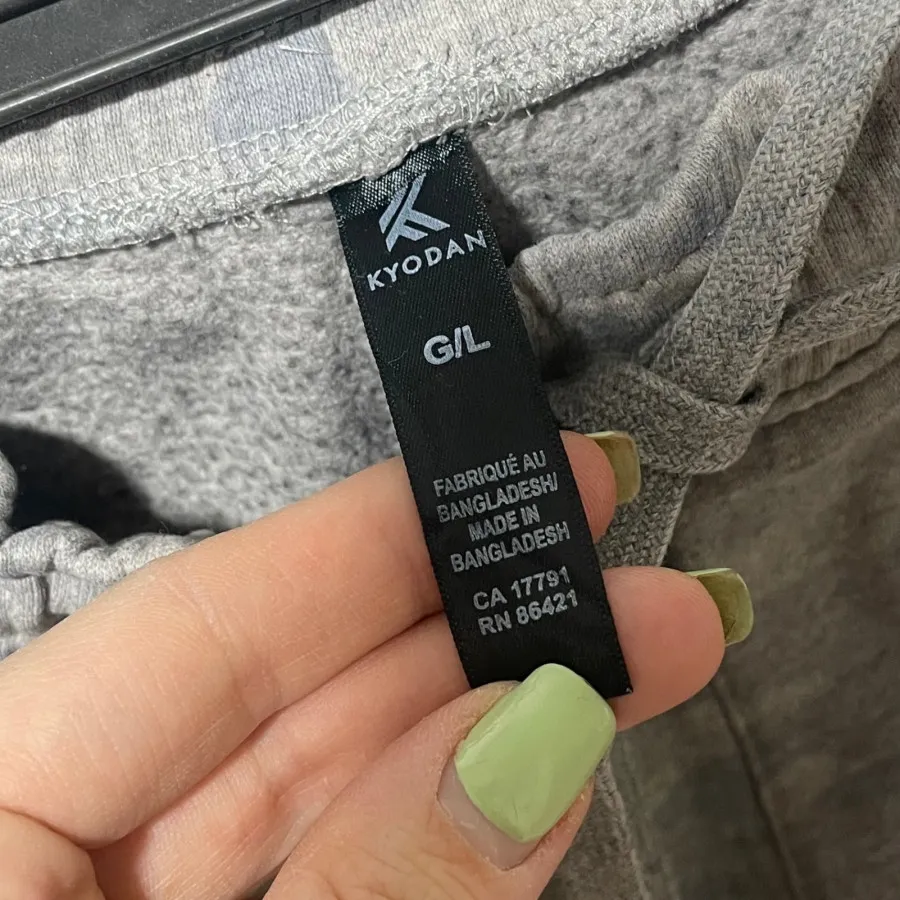 KYODAN
G/L
FABRIQUÉ AU
BANGLADESH/
MADE IN
BANGLADESH
CA 17791
RN 86421